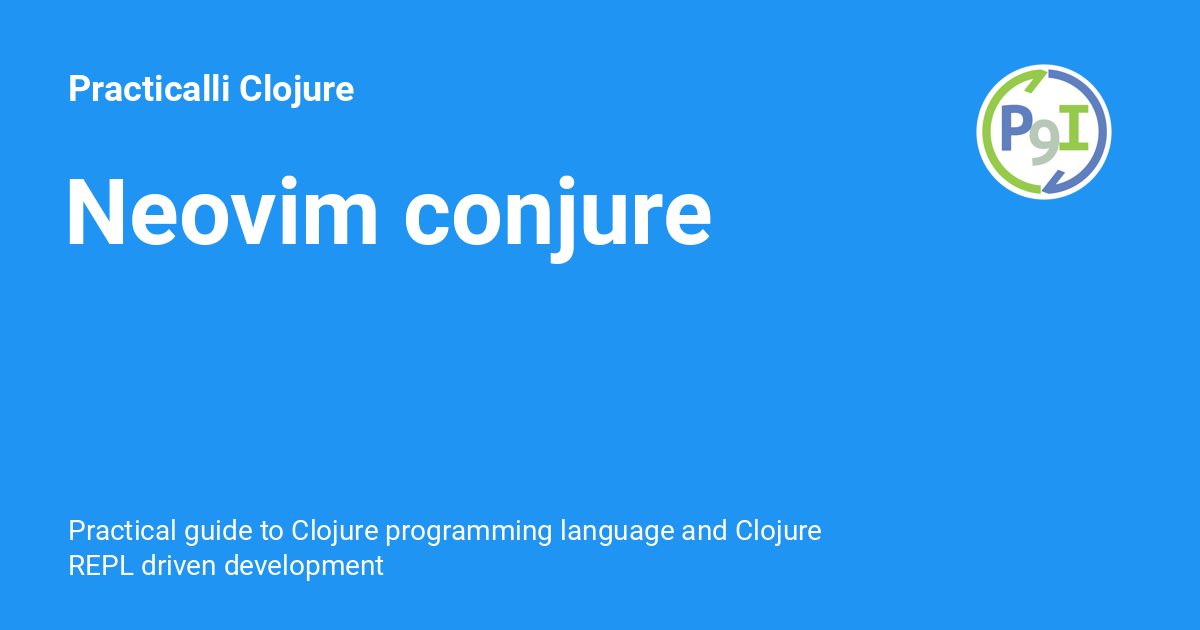 Practicalli Clojure
P9I
Neovim conjure
Practical guide to Clojure programming language and Clojure
REPL driven development